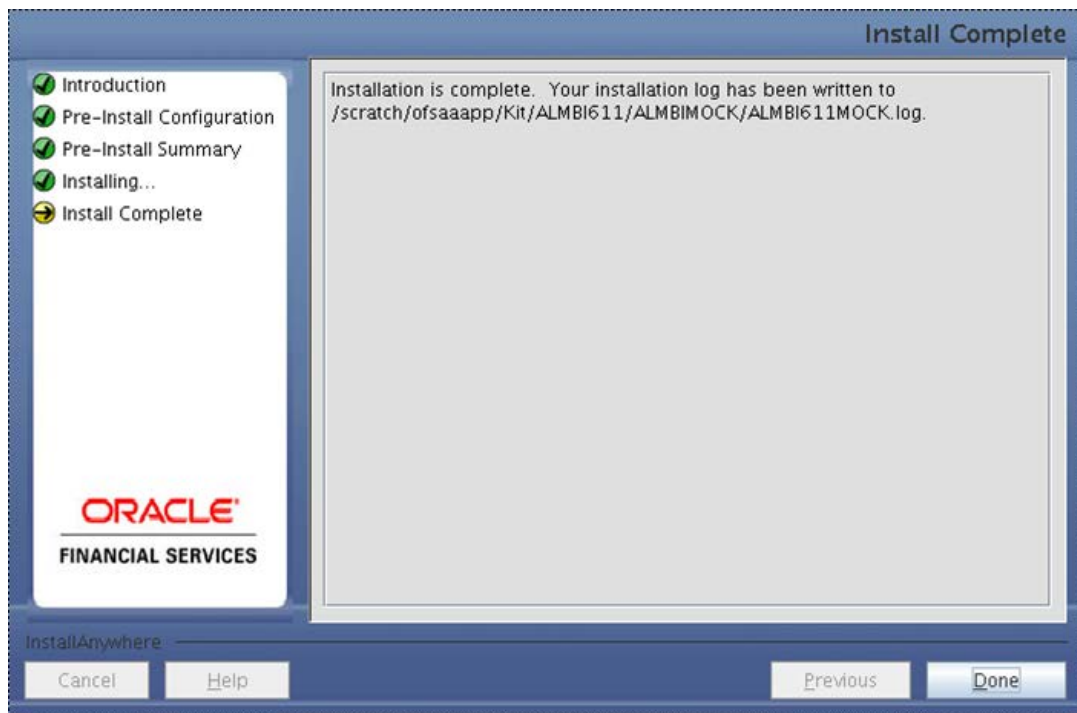 Install Complete
Introduction
Pre-Install Configuration
Pre-Install Summary
Installing...
Install Complete
Installation is complete. Your installation log has been written to
/scratch/ofsaaapp/Kit/ALMBI611/ALMBIMOCK/ALMBI611MOCK.log.
ORACLE
FINANCIAL SERVICES
InstallAnywhere
Cancel
Help
Previous
Done